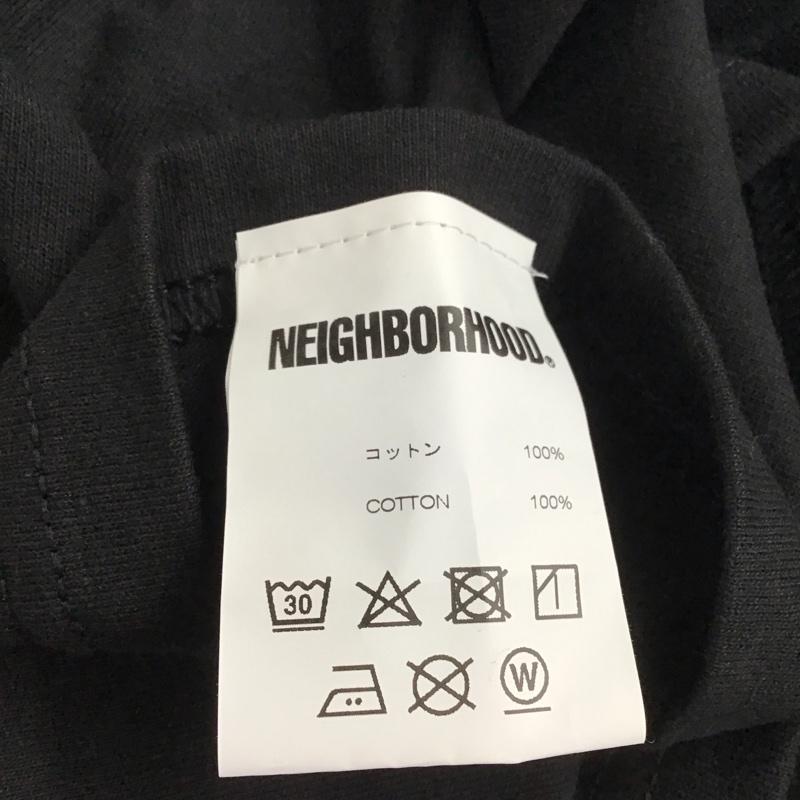 NEIGHBORHOOD®
コットン 100%
COTTON 100%
30
W